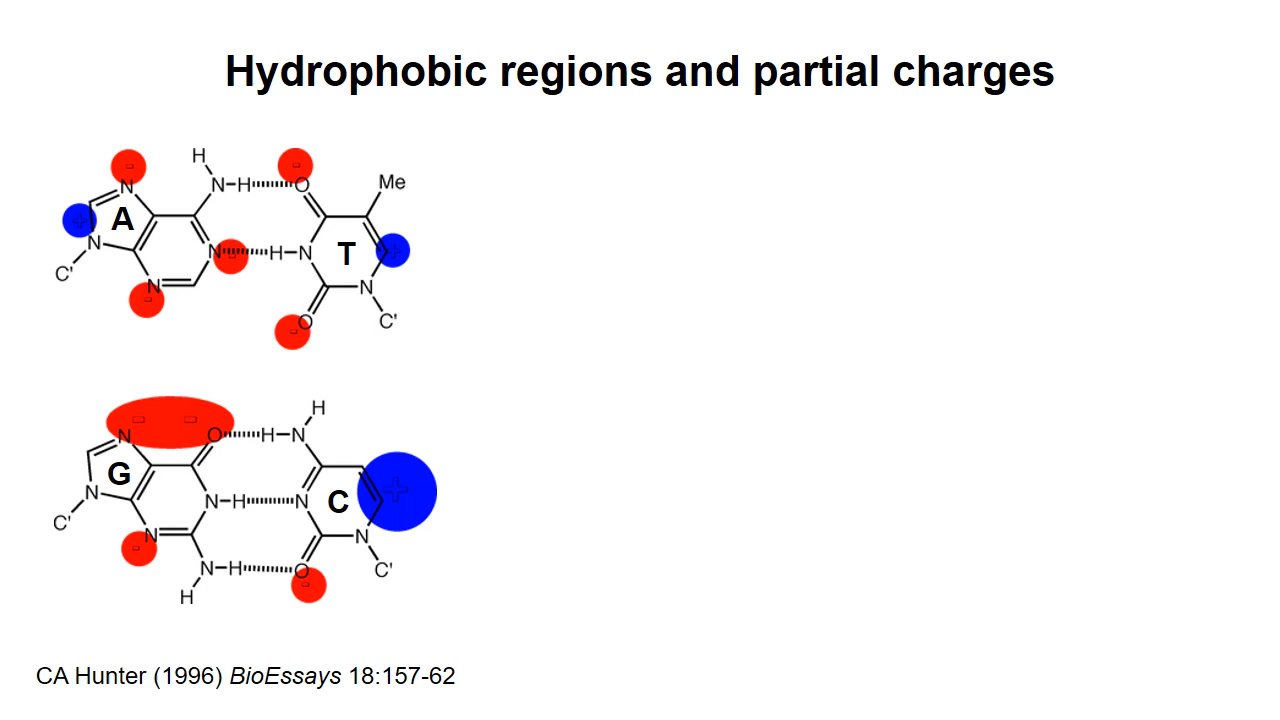 Hydrophobic regions and partial charges
H
- -
N N-H O Me
+ A
N N H-N T +
-
C' N N
- O C'
-
H
- -
N O H-N
G
N N-H N C +
C' N N
-
N-H O C'
H -
CA Hunter (1996) BioEssays 18:157-62